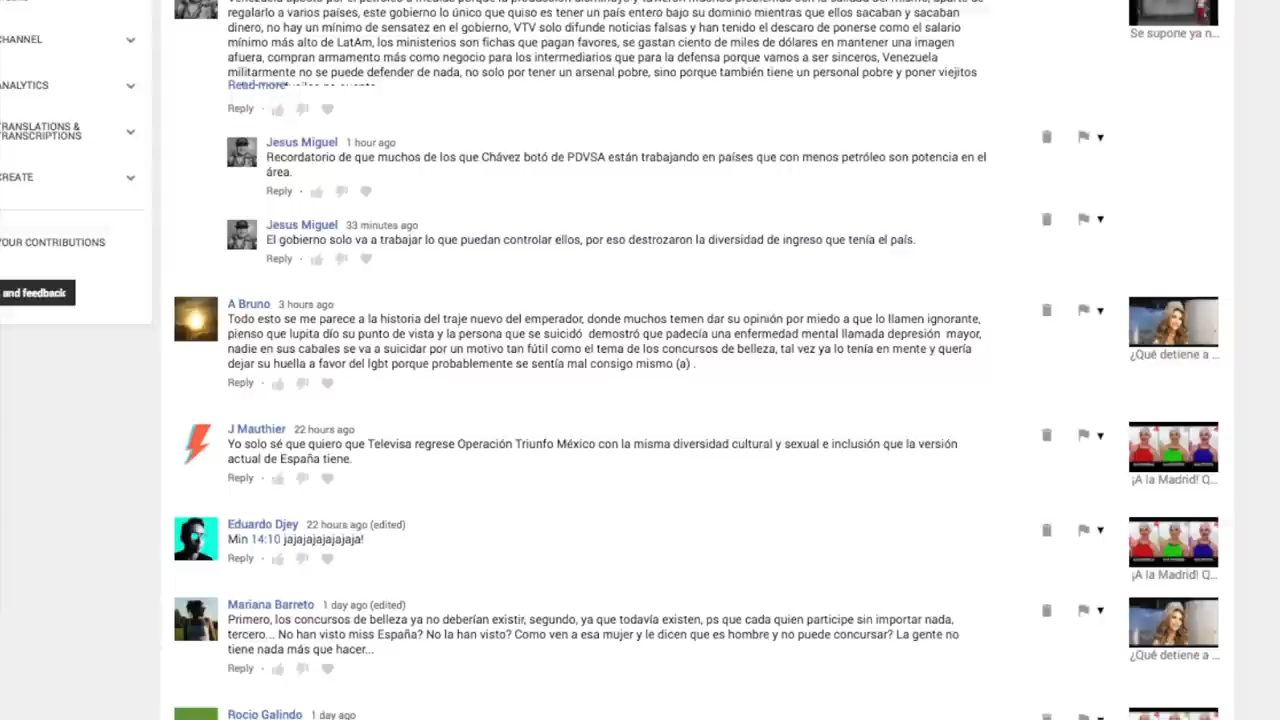 regalarlo a varios países, este gobierno lo único que quiso es tener un país entero bajo su dominio mientras que ellos sacaban y sacaban
dinero, no hay un mínimo de sensatez en el gobierno, VTV solo difunde noticias falsas y han tenido el descaro de ponerse como el salario
mínimo más alto de LatAm, los ministerios son fichas que pagan favores, se gastan ciento de miles de dólares en mantener una imagen
afuera, compran armamento más como negocio para los intermediarios que para la defensa porque vamos a ser sinceros, Venezuela
militarmente no se puede defender de nada, no solo por tener un arsenal pobre, sino porque también tiene un personal pobre y poner viejitos
Read more
Reply
Se supone ya n...
CHANNEL
ANALYTICS
TRANSLATIONS &
TRANSCRIPTIONS
CREATE
YOUR CONTRIBUTIONS
and feedback
Jesus Miguel 1 hour ago
Recordatorio de que muchos de los que Chávez botó de PDVSA están trabajando en países que con menos petróleo son potencia en el
área.
Reply
Jesus Miguel 33 minutes ago
El gobierno solo va a trabajar lo que puedan controlar ellos, por eso destrozaron la diversidad de ingreso que tenía el país.
Reply
A Bruno 3 hours ago
Todo esto se me parece a la historia del traje nuevo del emperador, donde muchos temen dar su opinión por miedo a que lo llamen ignorante,
pienso que lupita dío su punto de vista y la persona que se suicidó demostró que padecía una enfermedad mental llamada depresión mayor,
nadie en sus cabales se va a suicidar por un motivo tan fútil como el tema de los concursos de belleza, tal vez ya lo tenía en mente y quería
dejar su huella a favor del lgbt porque probablemente se sentía mal consigo mismo (a) .
Reply
¿Qué detiene a ...
J Mauthier 22 hours ago
Yo solo sé que quiero que Televisa regrese Operación Triunfo México con la misma diversidad cultural y sexual e inclusión que la versión
actual de España tiene.
Reply
¡A la Madrid! Q...
Eduardo Djey 22 hours ago (edited)
Min 14:10 jajajajajajajaja!
Reply
¡A la Madrid! Q...
Mariana Barreto 1 day ago (edited)
Primero, los concursos de belleza ya no deberían existir, segundo, ya que todavía existen, ps que cada quien participe sin importar nada,
tercero... No han visto miss España? No la han visto? Como ven a esa mujer y le dicen que es hombre y no puede concursar? La gente no
tiene nada más que hacer...
Reply
¿Qué detiene a ...
Rocio Galindo 1 day ago